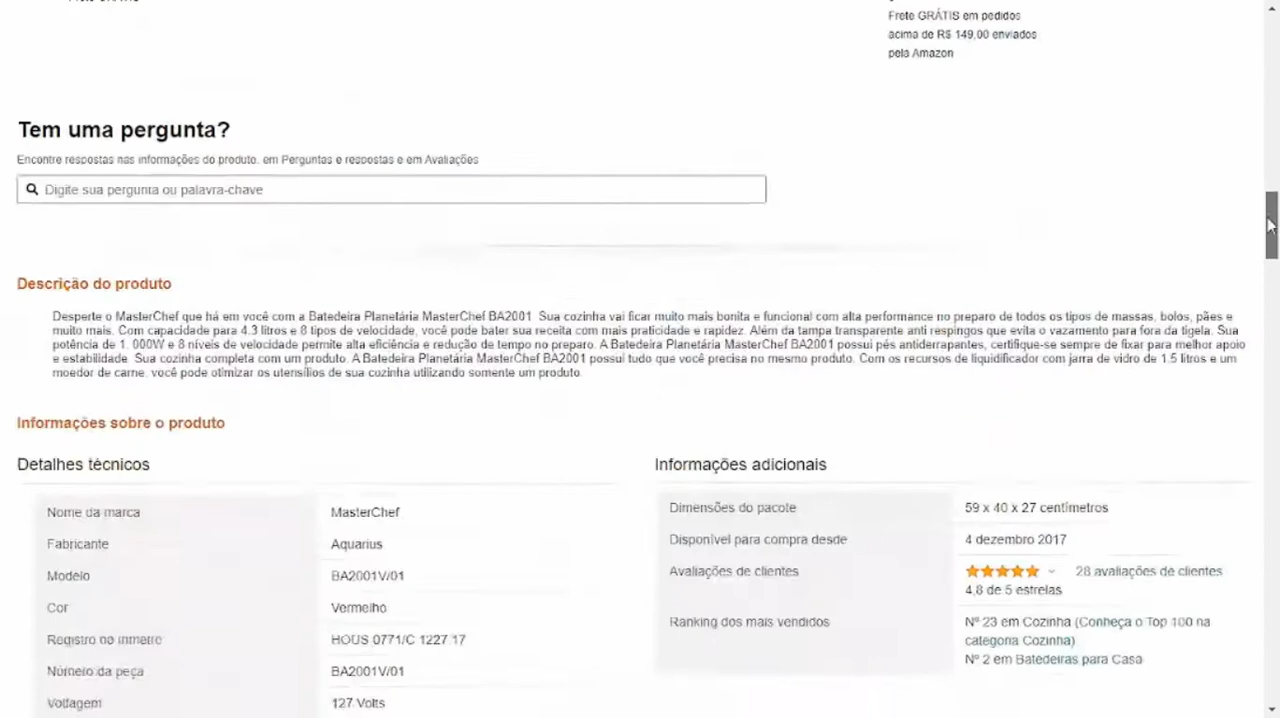 Frete GRÁTIS em pedidos
acima de R$ 149,00 enviados
pela Amazon
Tem uma pergunta?
Encontre respostas nas informações do produto, em Perguntas e respostas e em Avaliações
Digite sua pergunta ou palavra-chave
Descrição do produto
Desperte o MasterChef que há em você com a Batedeira Planetária MasterChef BA2001. Sua cozinha vai ficar muito mais bonita e funcional com alta performance no preparo de todos os tipos de massas, bolos, pães e
muito mais. Com capacidade para 4.3 litros e 8 tipos de velocidade, você pode bater sua receita com mais praticidade e rapidez. Além da tampa transparente anti respingos que evita o vazamento para fora da tigela. Sua
potência de 1. 000W e 8 níveis de velocidade permite alta eficiência e redução de tempo no preparo. A Batedeira Planetária MasterChef BA2001 possui pés antiderrapantes, certifique-se sempre de fixar para melhor apoio
e estabilidade. Sua cozinha completa com um produto. A Batedeira Planetária MasterChef BA2001 possui tudo que você precisa no mesmo produto. Com os recursos de liquidificador com jarra de vidro de 1.5 litros e um
moedor de carne, você pode otimizar os utensílios de sua cozinha utilizando somente um produto.
Informações sobre o produto
Detalhes técnicos
Nome da marca MasterChef
Fabricante Aquarius
Modelo BA2001V/01
Cor Vermelho
Registro no inmetro HOUS 0771/C 1227 17
Número da peça BA2001V/01
Voltagem 127 Volts
Informações adicionais
Dimensões do pacote 59 x 40 x 27 centímetros
Disponível para compra desde 4 dezembro 2017
Avaliações de clientes 28 avaliações de clientes
4,8 de 5 estrelas
Ranking dos mais vendidos Nº 23 em Cozinha (Conheça o Top 100 na
categoria Cozinha)
Nº 2 em Batedeiras para Casa